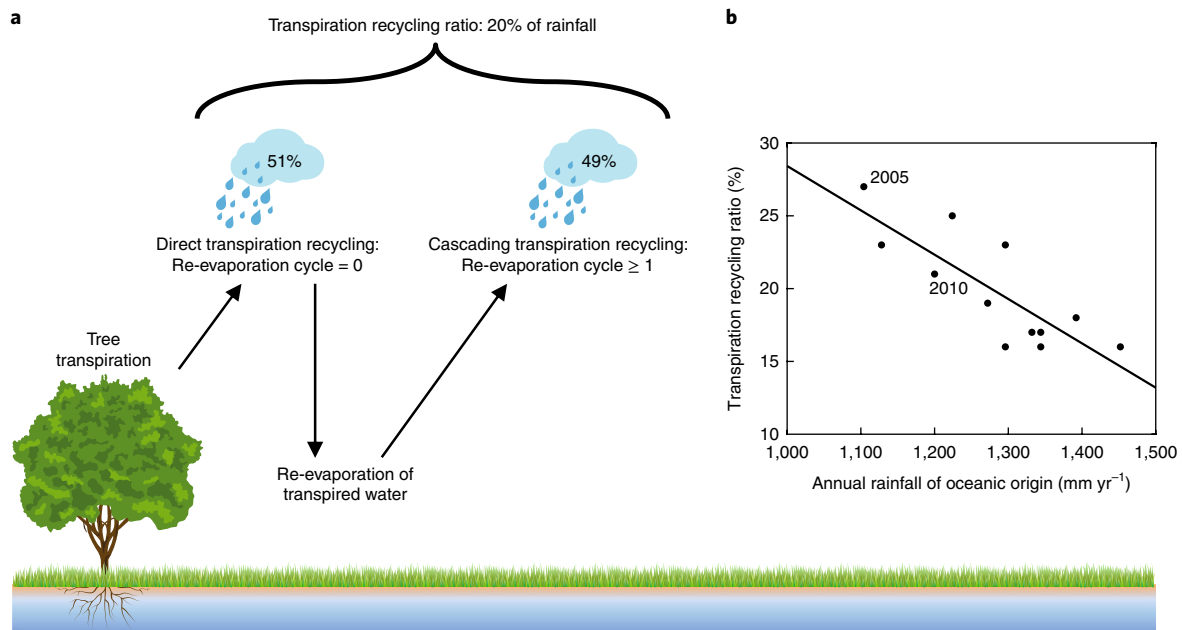 a
Transpiration recycling ratio: 20% of rainfall
51%
49%
Direct transpiration recycling:
Re-evaporation cycle = 0
Cascading transpiration recycling:
Re-evaporation cycle ≥ 1
Tree
transpiration
Re-evaporation of
transpired water
b
Transpiration recycling ratio (%)
30
25
20
15
10
2005
2010
1,000
1,100
1,200
1,300
1,400
1,500
Annual rainfall of oceanic origin (mm yr⁻¹)